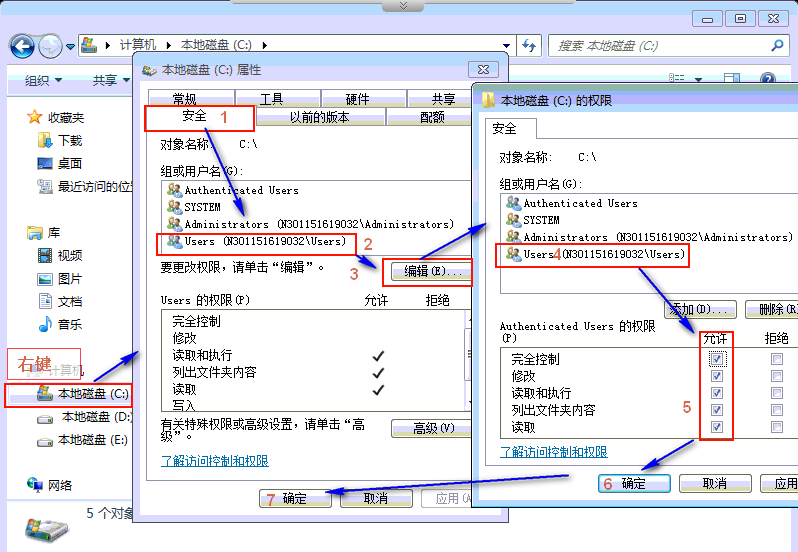 计算机 本地磁盘 (C:)
搜索 本地磁盘 (C:)
组织 共享
收藏夹
下载
桌面
最近访问的位
库
视频
图片
文档
音乐
右键
计算机
本地磁盘 (C:)
本地磁盘 (D:)
本地磁盘 (E:)
网络
5 个对
本地磁盘 (C:) 属性
常规 工具 硬件 共享
安全 1 以前的版本 配额
对象名称: C:\
组或用户名(G):
Authenticated Users
SYSTEM
Administrators (N301151619032\Administrators)
Users (N301151619032\Users) 2
要更改权限，请单击“编辑”。 3 编辑(E)...
Users 的权限(P) 允许 拒绝
完全控制
修改
读取和执行
列出文件夹内容
读取
写入
有关特殊权限或高级设置，请单击“高
级”。
高级(V)
了解访问控制和权限
7 确定 取消 应用(A
本地磁盘 (C:) 的权限
安全
对象名称: C:\
组或用户名(G):
Authenticated Users
SYSTEM
Administrators (N301151619032\Administrators)
Users 4 (N301151619032\Users)
添加(D)... 删除(R
Authenticated Users 的权限
(P) 允许 拒绝
完全控制
修改
读取和执行
列出文件夹内容
读取
5
了解访问控制和权限
6 确定 取消 应用